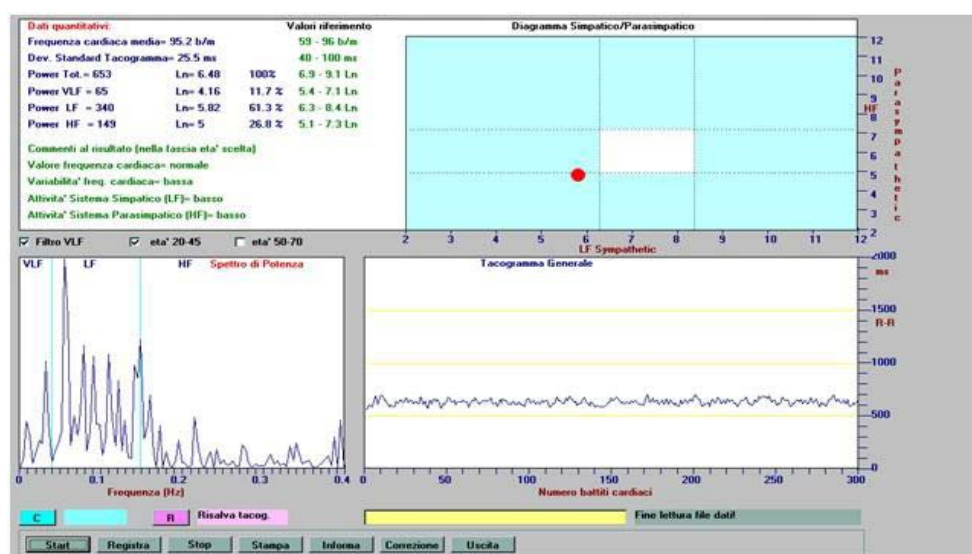 Dati quantitativi:
Valori riferimento
Frequenza cardiaca media= 95.2 b/m
59 - 96 b/m
Dev. Standard Tacogramma= 25.5 ms
40 - 100 ms
Power Tot.= 653
Ln= 6.48
100%
6.9 - 9.1 Ln
Power VLF = 65
Ln= 4.16
11.7 %
5.4 - 7.1 Ln
Power LF = 340
Ln= 5.82
61.3 %
6.3 - 8.4 Ln
Power HF = 149
Ln= 5
26.8 %
5.1 - 7.3 Ln
Commenti al risultato (nella fascia eta' scelta)
Valore frequenza cardiaca= normale
Variabilita' freq. cardiaca= bassa
Attivita' Sistema Simpatico (LF)= basso
Attivita' Sistema Parasimpatico (HF)= basso
Filtro VLF
eta' 20-45
eta' 50-70
Diagramma Simpatico/Parasimpatico
12
11
10
9
8
7
6
5
4
3
2
HF
Parasympathetic
2 3 4 5 6 7 8 9 10 11 12
LF Sympathetic
VLF
LF
HF
Spettro di Potenza
0 0.1 0.2 0.3 0.4
Frequenza (Hz)
Tacogramma Generale
2000
ms
1500
R-R
1000
500
0
0 50 100 150 200 250 300
Numero battiti cardiaci
C
R
Risalva tacog.
Fine lettura file dati!
Start
Registra
Stop
Stampa
Informa
Correzione
Uscita